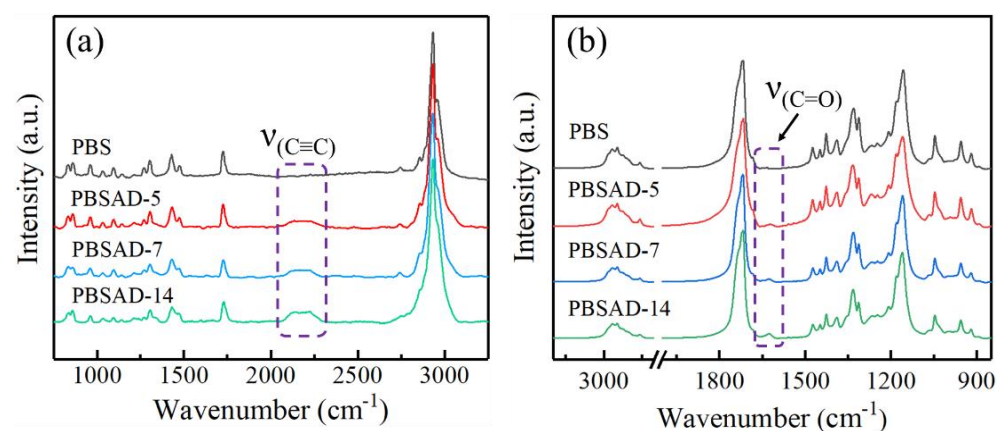 (a)
ν(C≡C)
PBS
PBSAD-5
PBSAD-7
PBSAD-14
Intensity (a.u.)
1000 1500 2000 2500 3000
Wavenumber (cm⁻¹)
(b)
ν(C=O)
PBS
PBSAD-5
PBSAD-7
PBSAD-14
Intensity (a.u.)
3000 1800 1500 1200 900
Wavenumber (cm⁻¹)